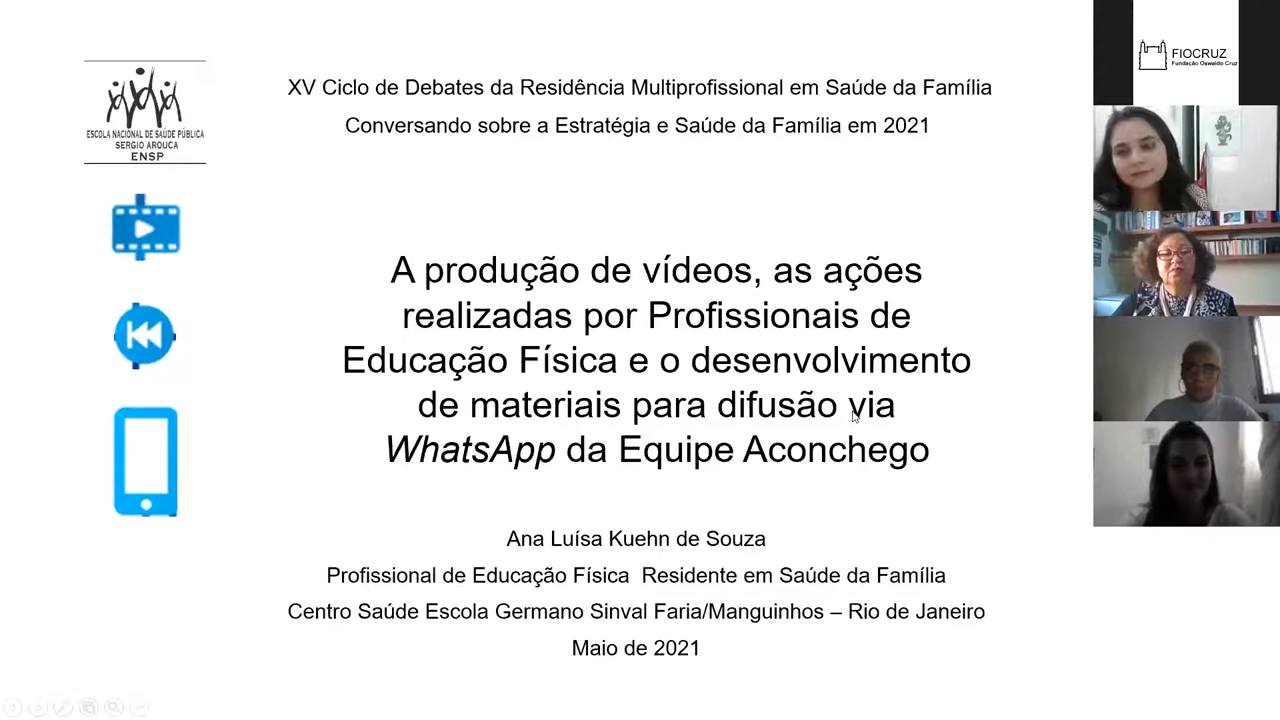 XV Ciclo de Debates da Residência Multiprofissional em Saúde da Família
Conversando sobre a Estratégia e Saúde da Família em 2021
ESCOLA NACIONAL DE SAÚDE PÚBLICA
SERGIO AROUCA
ENSP
A produção de vídeos, as ações
realizadas por Profissionais de
Educação Física e o desenvolvimento
de materiais para difusão via
WhatsApp da Equipe Aconchego
Ana Luísa Kuehn de Souza
Profissional de Educação Física Residente em Saúde da Família
Centro Saúde Escola Germano Sinval Faria/Manguinhos – Rio de Janeiro
Maio de 2021
FIOCRUZ
Fundação Oswaldo Cruz